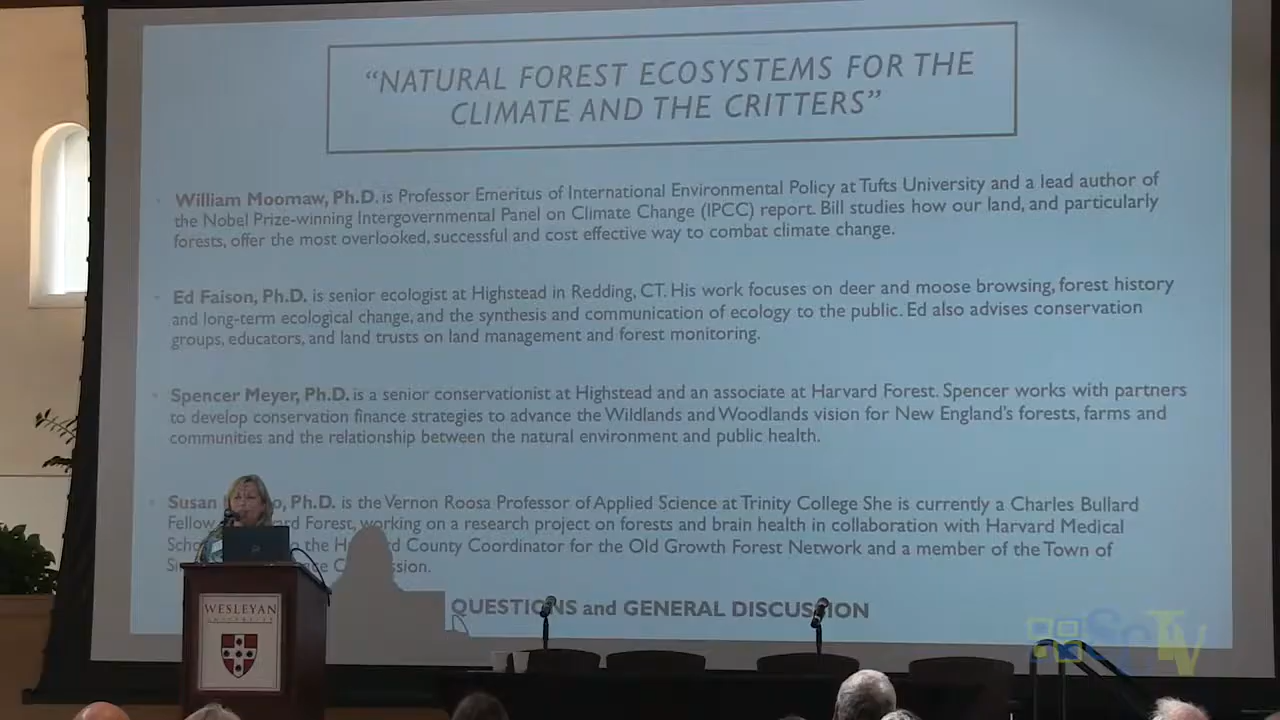 “NATURAL FOREST ECOSYSTEMS FOR THE
CLIMATE AND THE CRITTERS”
William Moomaw, Ph.D. is Professor Emeritus of International Environmental Policy at Tufts University and a lead author of
the Nobel Prize-winning Intergovernmental Panel on Climate Change (IPCC) report. Bill studies how our land, and particularly
forests, offer the most overlooked, successful and cost effective way to combat climate change.
Ed Faison, Ph.D. is senior ecologist at Highstead in Redding, CT. His work focuses on deer and moose browsing, forest history
and long-term ecological change, and the synthesis and communication of ecology to the public. Ed also advises conservation
groups, educators, and land trusts on land management and forest monitoring.
Spencer Meyer, Ph.D. is a senior conservationist at Highstead and an associate at Harvard Forest. Spencer works with partners
to develop conservation finance strategies to advance the Wildlands and Woodlands vision for New England's forests, farms and
communities and the relationship between the natural environment and public health.
Susan Ph.D. is the Vernon Roosa Professor of Applied Science at Trinity College She is currently a Charles Bullard
Fellow Forest, working on a research project on forests and brain health in collaboration with Harvard Medical
the County Coordinator for the Old Growth Forest Network and a member of the Town of
QUESTIONS and GENERAL DISCUSSION
WESLEYAN
UNIVERSITY
SCTV